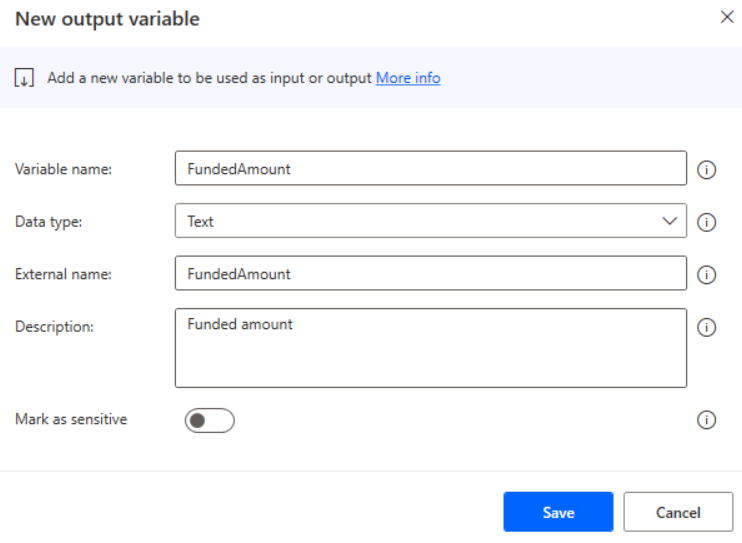 New output variable
Add a new variable to be used as input or output More info
Variable name:
FundedAmount
Data type:
Text
External name:
FundedAmount
Description:
Funded amount
Mark as sensitive
Save
Cancel